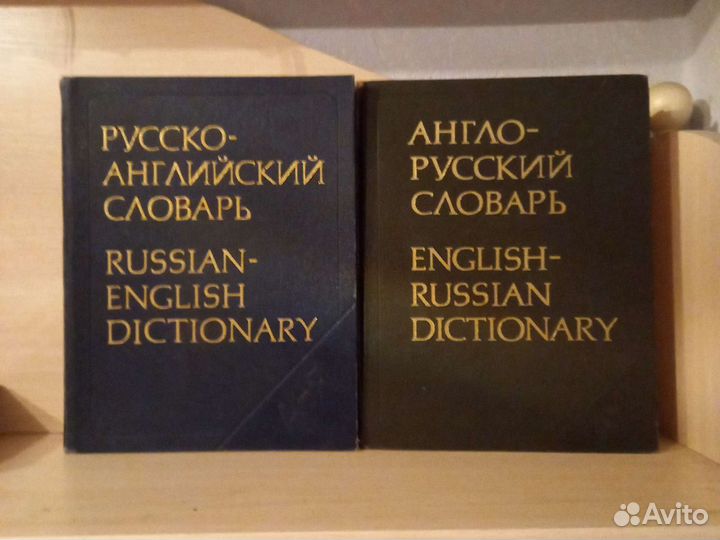 РУССКО-
АНГЛИЙСКИЙ
СЛОВАРЬ
RUSSIAN-
ENGLISH
DICTIONARY
АНГЛО-
РУССКИЙ
СЛОВАРЬ
ENGLISH-
RUSSIAN
DICTIONARY
Avito